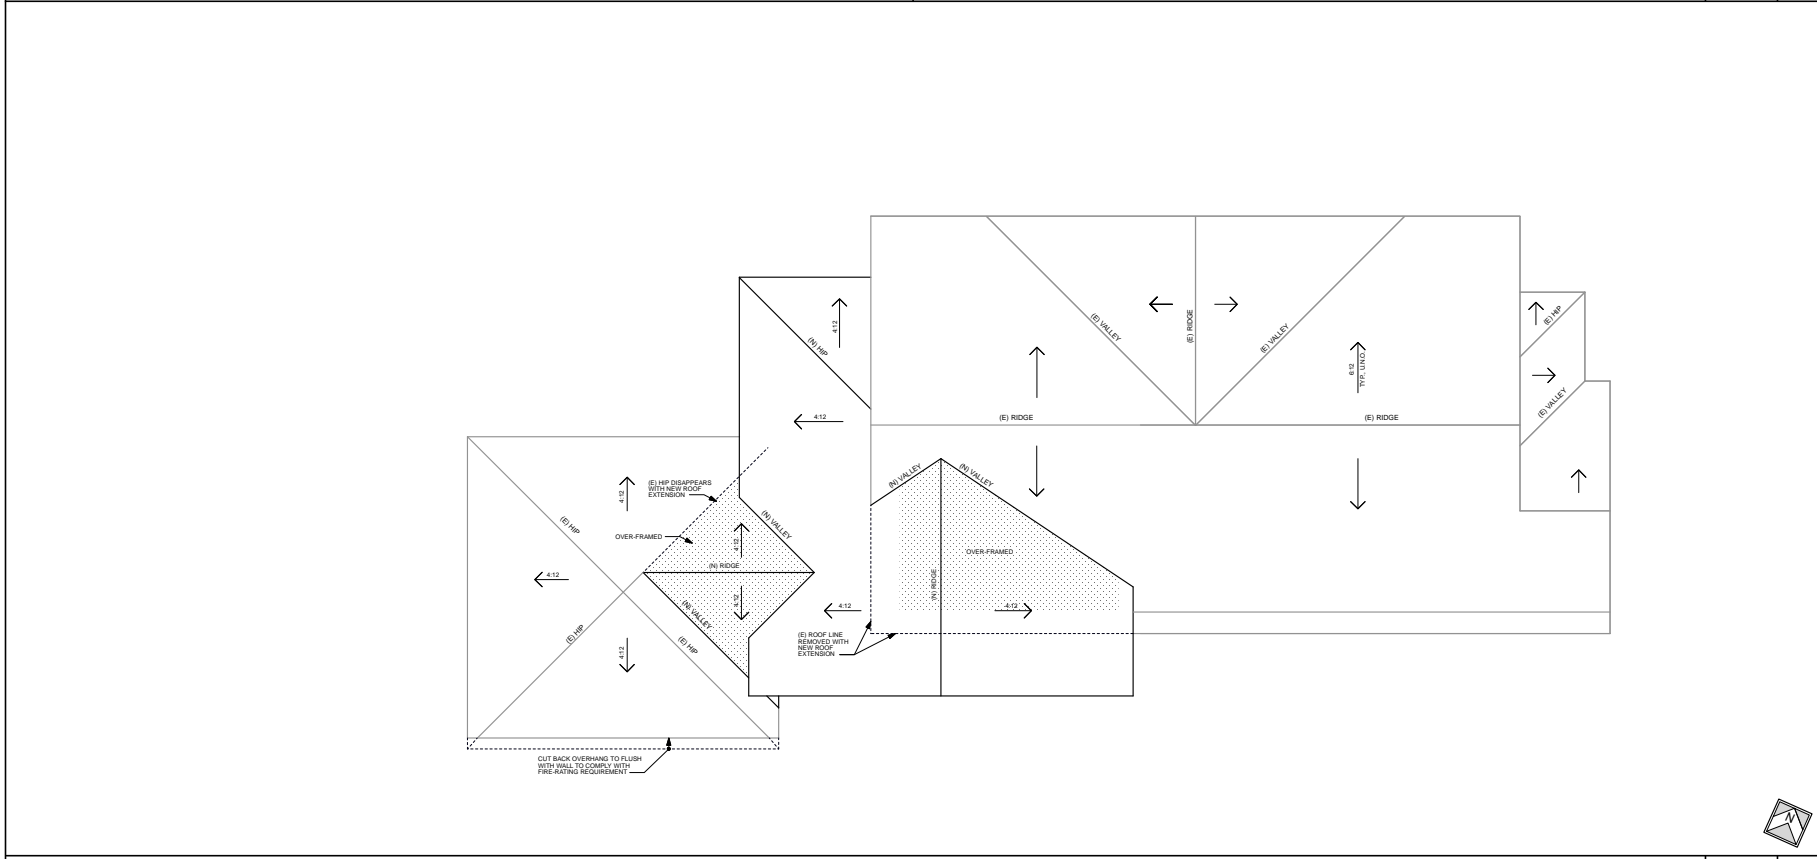 (E) VALLEY
(E) RIDGE
(E) VALLEY
(E) HIP
4:12
(N) HIP
6:12
TYP., U.N.O.
(E) VALLEY
4:12
(E) RIDGE
(E) RIDGE
(N) VALLEY
(N) VALLEY
(E) HIP DISAPPEARS
WITH NEW ROOF
EXTENSION
4:12
(E) HIP
(N) VALLEY
OVER-FRAMED
4:12
OVER-FRAMED
(N) RIDGE
4:12
(N) RIDGE
4:12
4:12
4:12
(N) VALLEY
(E) HIP
(E) HIP
4:12
(E) ROOF LINE
REMOVED WITH
NEW ROOF
EXTENSION
CUT BACK OVERHANG TO FLUSH
WITH WALL TO COMPLY WITH
FIRE-RATING REQUIREMENT
N